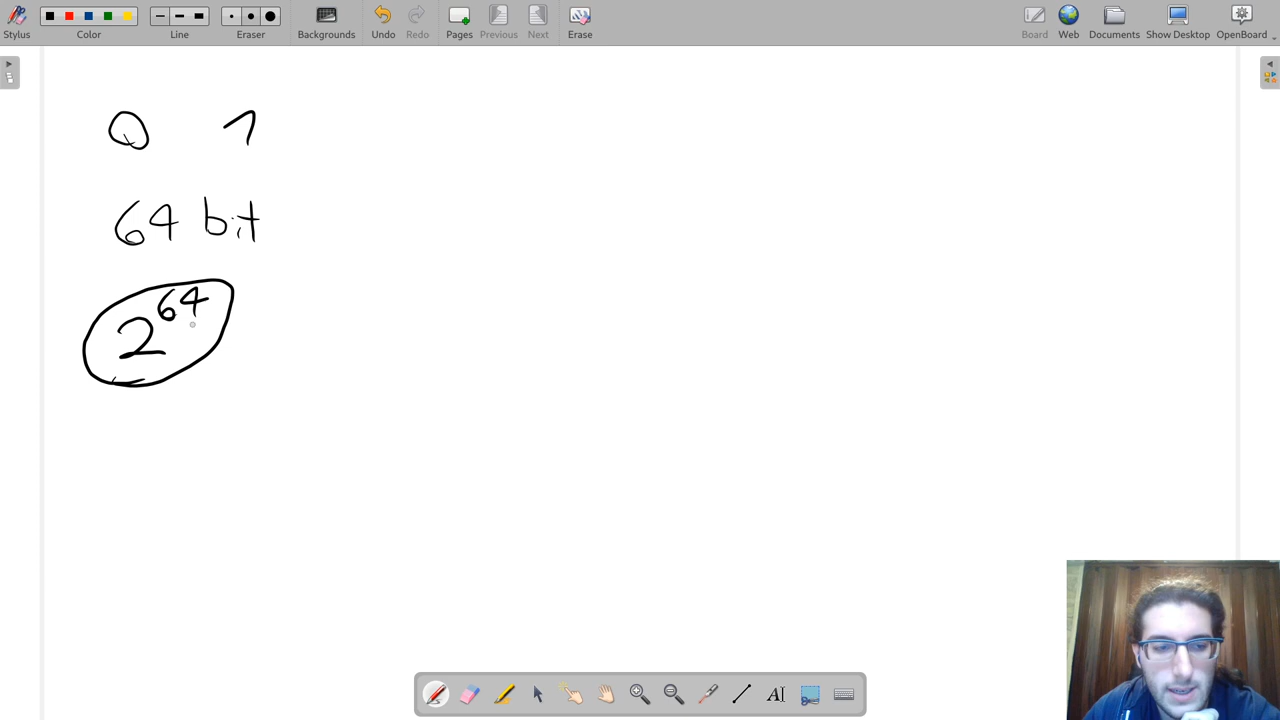 Stylus Color Line Eraser Backgrounds Undo Redo Pages Previous Next Erase Board Web Documents Show Desktop OpenBoard
0 1
64 bit
2^64
AI